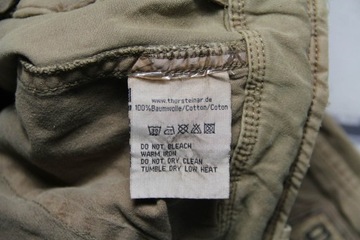 www.thorsteinar.de
100%Baumwolle/Cotton/Coton
DO NOT BLEACH
WARM IRON
DO NOT DRY CLEAN
TUMBLE DRY LOW HEAT